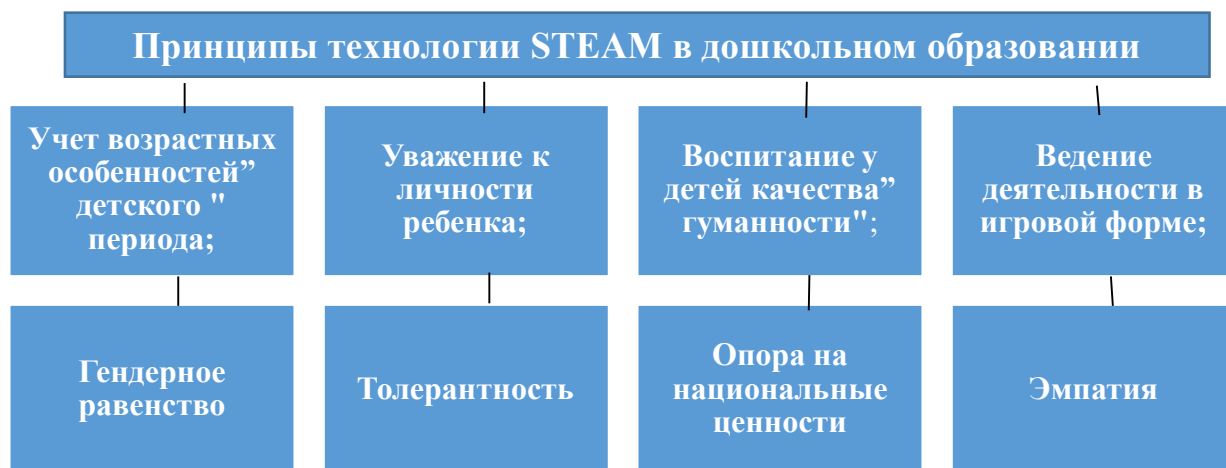 Принципы технологии STEAM в дошкольном образовании
Учет возрастных
особенностей”
детского "
периода;
Уважение к
личности
ребенка;
Воспитание у
детей качества”
гуманности";
Ведение
деятельности в
игровой форме;
Гендерное
равенство
Толерантность
Опора на
национальные
ценности
Эмпатия